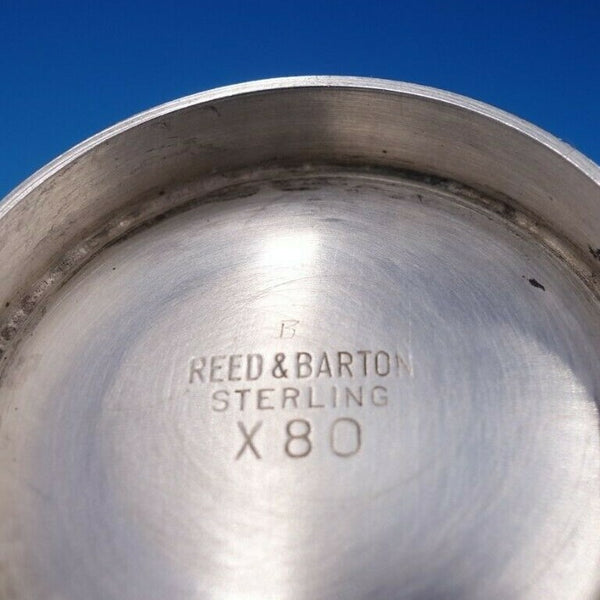 B
REED & BARTON
STERLING
X80